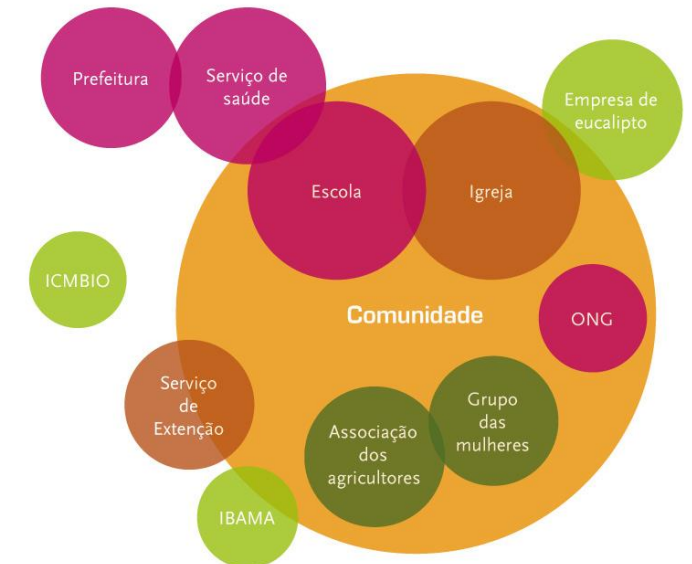 Prefeitura
Serviço de
saúde
Empresa de
eucalipto
Escola
Igreja
ICMBIO
Comunidade
ONG
Serviço
de
Extenção
Grupo
das
mulheres
Associação
dos
agricultores
IBAMA